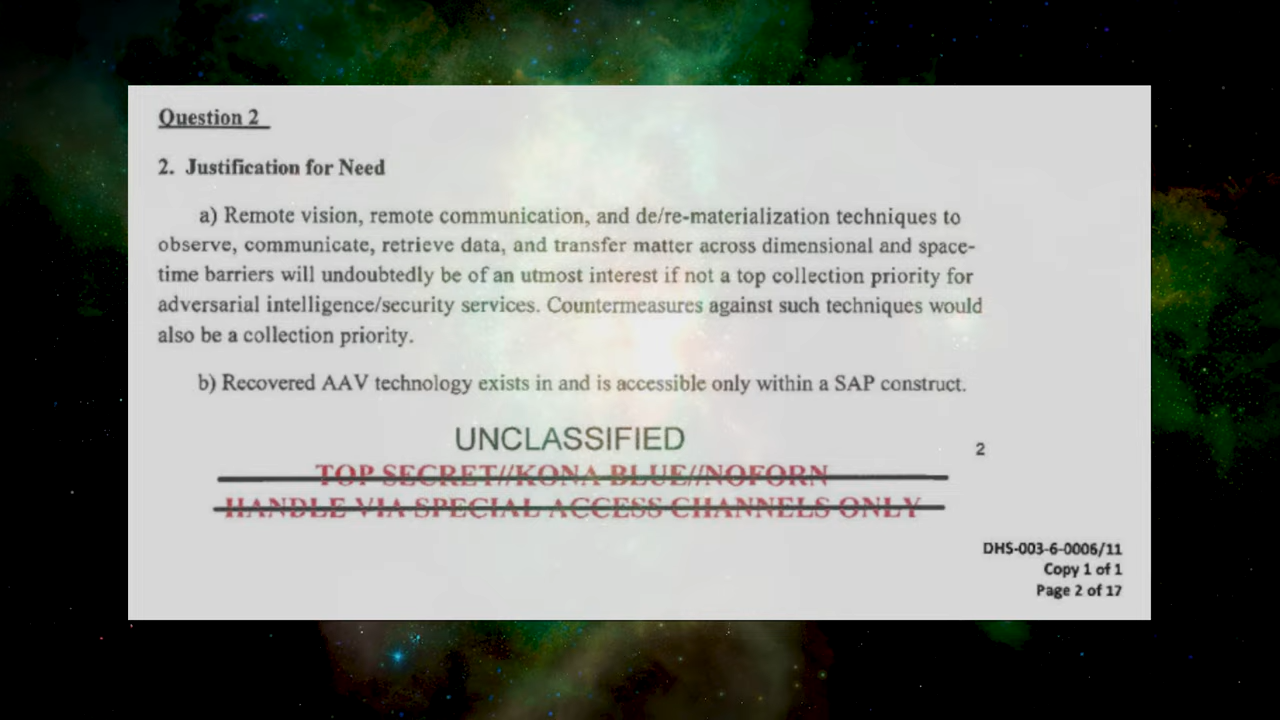 Question 2
2. Justification for Need
a) Remote vision, remote communication, and de/re-materialization techniques to
observe, communicate, retrieve data, and transfer matter across dimensional and space-
time barriers will undoubtedly be of an utmost interest if not a top collection priority for
adversarial intelligence/security services. Countermeasures against such techniques would
also be a collection priority.
b) Recovered AAV technology exists in and is accessible only within a SAP construct.
UNCLASSIFIED
2
TOP SECRET//KONA BLUE//NOFORN
HANDLE VIA SPECIAL ACCESS CHANNELS ONLY
DHS-003-6-0006/11
Copy 1 of 1
Page 2 of 17